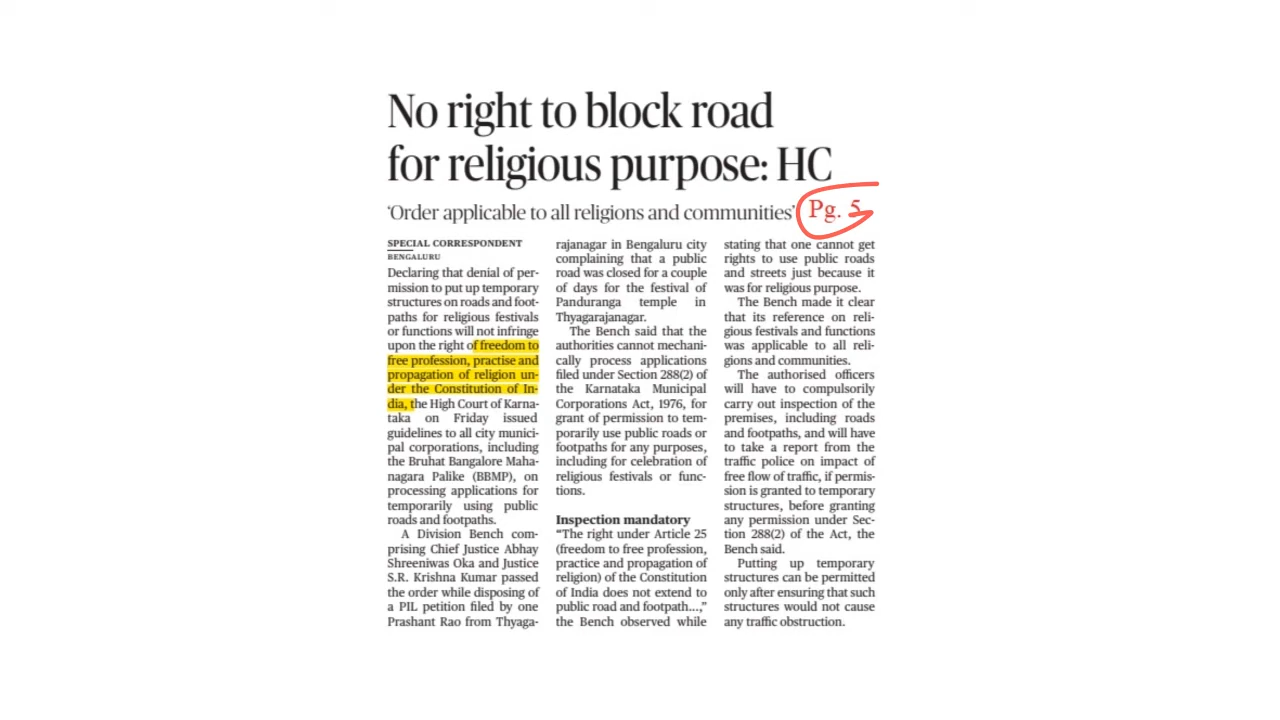 No right to block road
for religious purpose: HC
‘Order applicable to all religions and communities’
Pg. 5
SPECIAL CORRESPONDENT
BENGALURU
Declaring that denial of per-
mission to put up temporary
structures on roads and foot-
paths for religious festivals
or functions will not infringe
upon the right of freedom to
free profession, practise and
propagation of religion un-
der the Constitution of In-
dia, the High Court of Karna-
taka on Friday issued
guidelines to all city munici-
pal corporations, including
the Bruhat Bangalore Maha-
nagara Palike (BBMP), on
processing applications for
temporarily using public
roads and footpaths.
A Division Bench com-
prising Chief Justice Abhay
Shreeniwas Oka and Justice
S.R. Krishna Kumar passed
the order while disposing of
a PIL petition filed by one
Prashant Rao from Thyaga-
rajanagar in Bengaluru city
complaining that a public
road was closed for a couple
of days for the festival of
Panduranga temple in
Thyagarajanagar.
The Bench said that the
authorities cannot mechani-
cally process applications
filed under Section 288(2) of
the Karnataka Municipal
Corporations Act, 1976, for
grant of permission to tem-
porarily use public roads or
footpaths for any purposes,
including for celebration of
religious festivals or func-
tions.
Inspection mandatory
“The right under Article 25
(freedom to free profession,
practice and propagation of
religion) of the Constitution
of India does not extend to
public road and footpath...,”
the Bench observed while
stating that one cannot get
rights to use public roads
and streets just because it
was for religious purpose.
The Bench made it clear
that its reference on reli-
gious festivals and functions
was applicable to all reli-
gions and communities.
The authorised officers
will have to compulsorily
carry out inspection of the
premises, including roads
and footpaths, and will have
to take a report from the
traffic police on impact of
free flow of traffic, if permis-
sion is granted to temporary
structures, before granting
any permission under Sec-
tion 288(2) of the Act, the
Bench said.
Putting up temporary
structures can be permitted
only after ensuring that such
structures would not cause
any traffic obstruction.